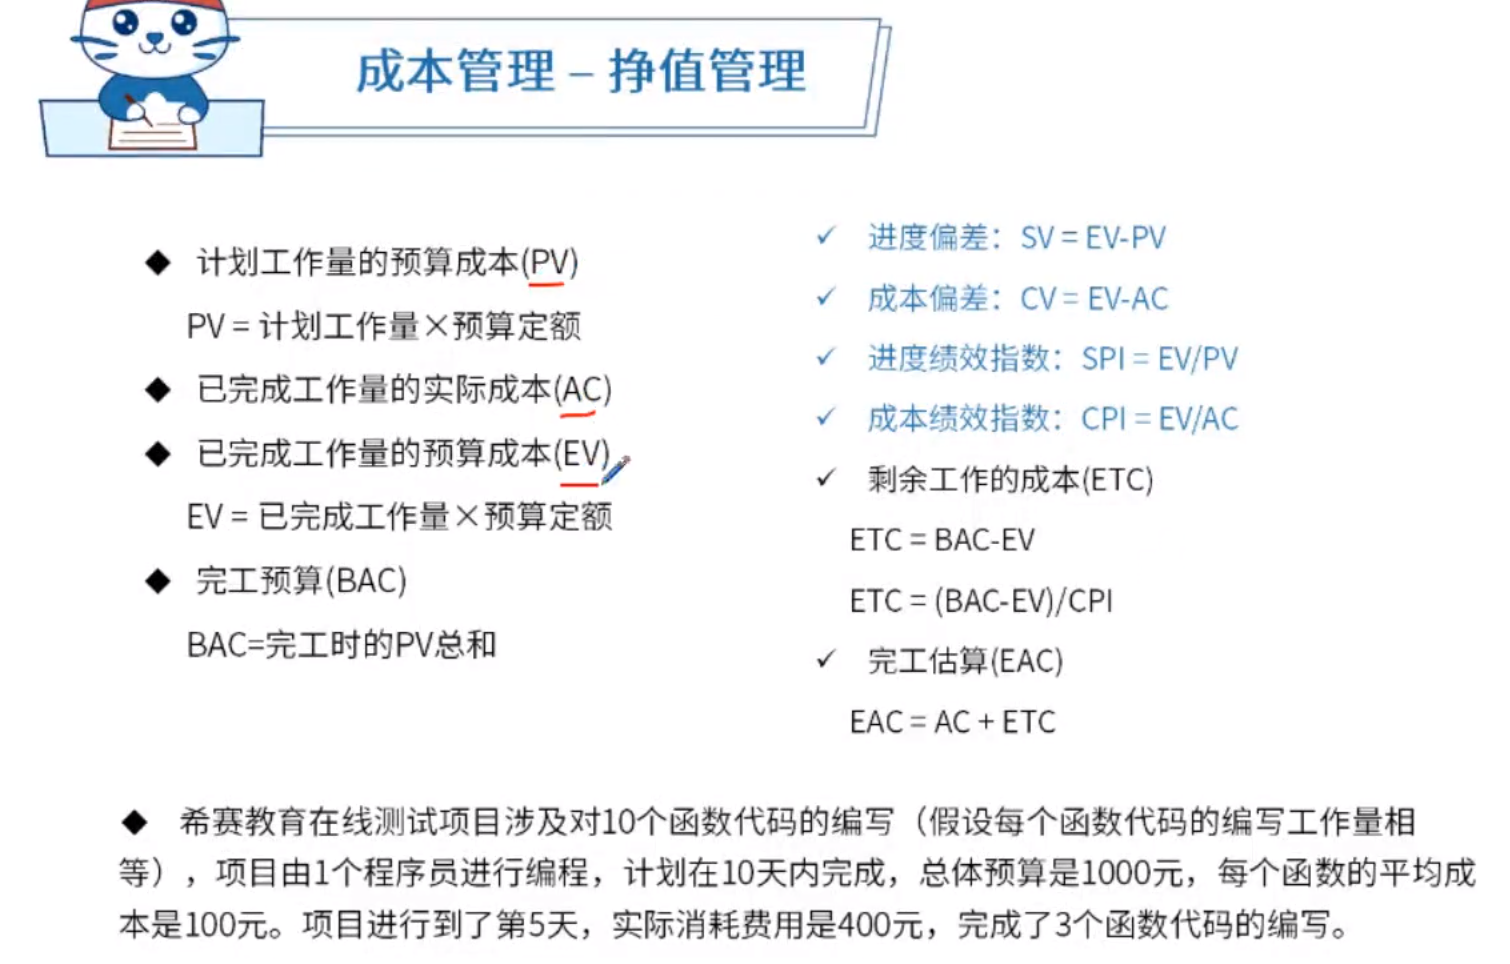 成本管理 – 挣值管理
◆ 计划工作量的预算成本(PV)
PV = 计划工作量×预算定额
◆ 已完成工作量的实际成本(AC)
◆ 已完成工作量的预算成本(EV)
EV = 已完成工作量×预算定额
◆ 完工预算(BAC)
BAC=完工时的PV总和
✓ 进度偏差：SV = EV-PV
✓ 成本偏差：CV = EV-AC
✓ 进度绩效指数：SPI = EV/PV
✓ 成本绩效指数：CPI = EV/AC
✓ 剩余工作的成本(ETC)
ETC = BAC-EV
ETC = (BAC-EV)/CPI
✓ 完工估算(EAC)
EAC = AC + ETC
◆ 希赛教育在线测试项目涉及对10个函数代码的编写（假设每个函数代码的编写工作量相
等），项目由1个程序员进行编程，计划在10天内完成，总体预算是1000元，每个函数的平均成
本是100元。项目进行到了第5天，实际消耗费用是400元，完成了3个函数代码的编写。